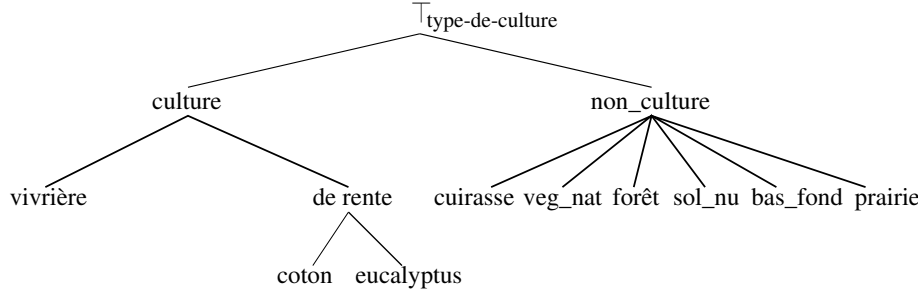 ⊤type-de-culture
culture non_culture
vivrière de rente cuirasse veg_nat forêt sol_nu bas_fond prairie
coton eucalyptus